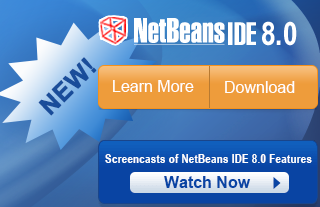 NetBeans IDE 8.0
NEW!
Learn More
Download
Screencasts of NetBeans IDE 8.0 Features
Watch Now